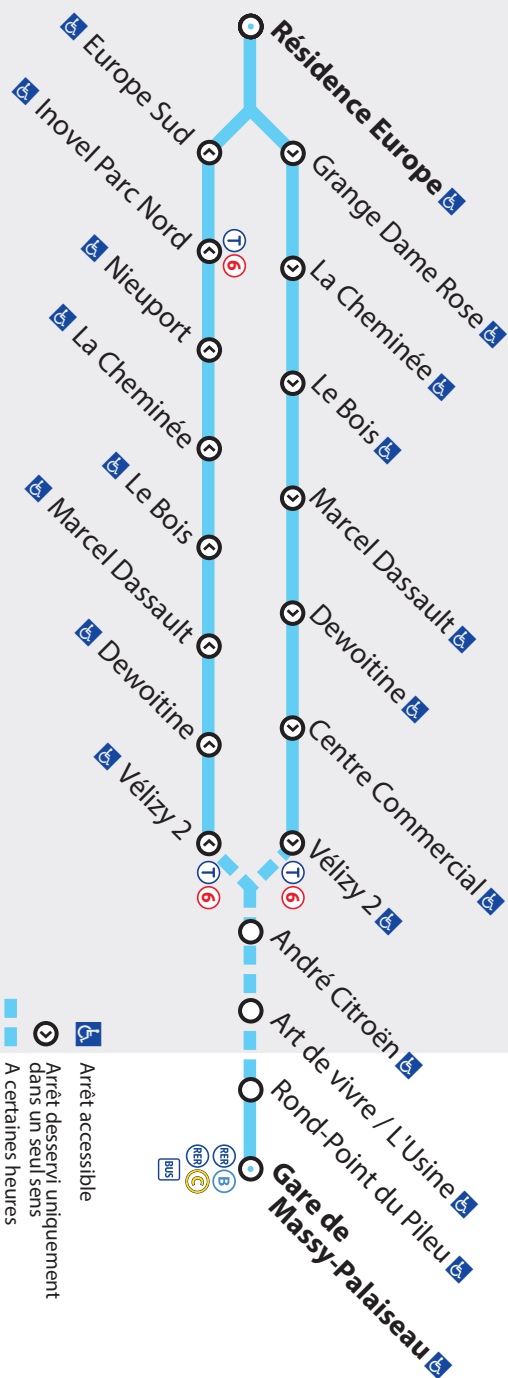 Résidence Europe
Grange Dame Rose
La Cheminée
Le Bois
Marcel Dassault
Dewoitine
Centre Commercial
Vélizy 2
T 6
Europe Sud
Inovel Parc Nord
T 6
Nieuport
La Cheminée
Le Bois
Marcel Dassault
Dewoitine
Vélizy 2
T 6
André Citroën
Art de vivre / L'Usine
Rond-Point du Pileu
Gare de
Massy-Palaiseau
RER B
RER C
BUS
Arrêt accessible
Arrêt desservi uniquement
dans un seul sens
A certaines heures